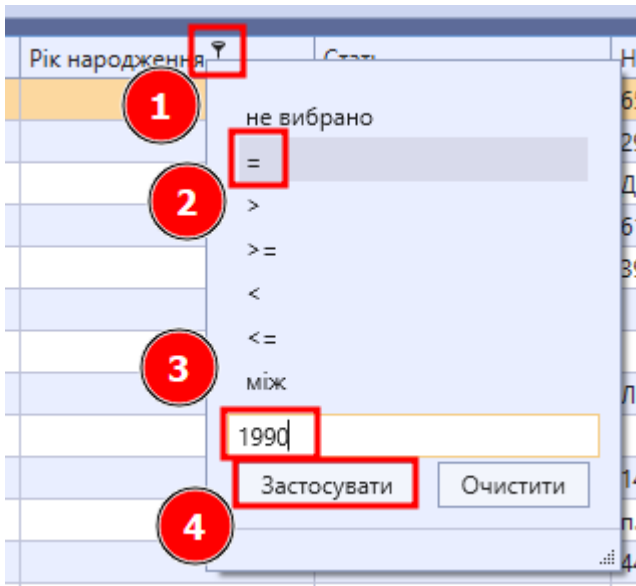 Рік народження
1
не вибрано
=
2
>
>=
<
<=
3
між
1990
Застосувати Очистити
4